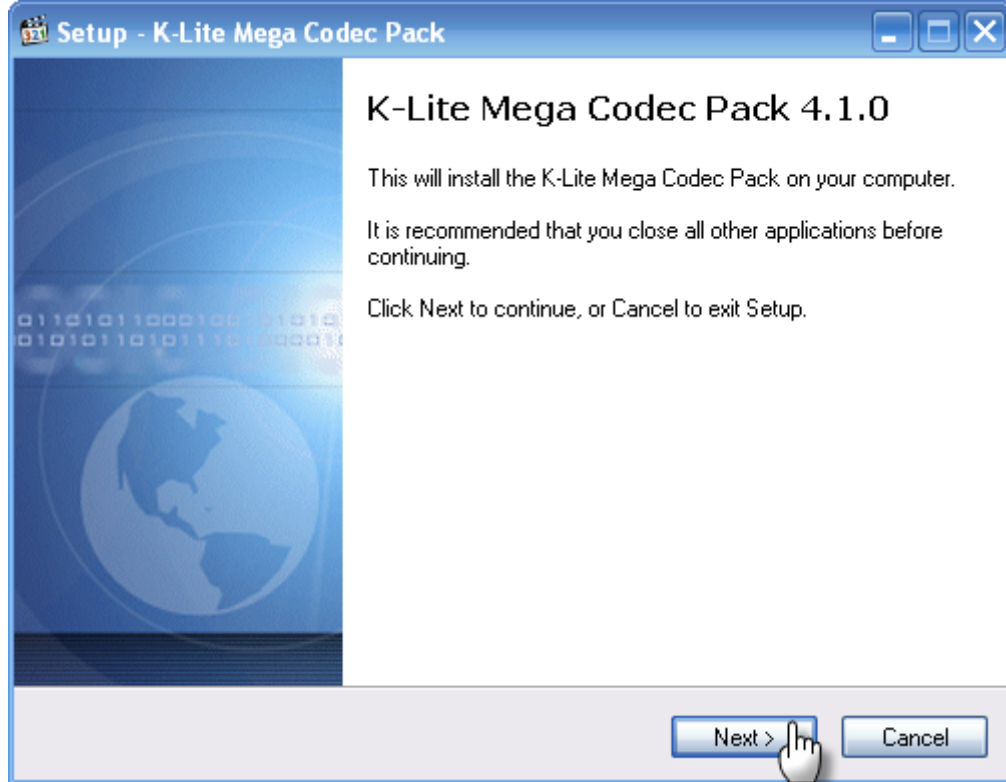 Setup - K-Lite Mega Codec Pack
K-Lite Mega Codec Pack 4.1.0
This will install the K-Lite Mega Codec Pack on your computer.
It is recommended that you close all other applications before
continuing.
Click Next to continue, or Cancel to exit Setup.
Next >
Cancel